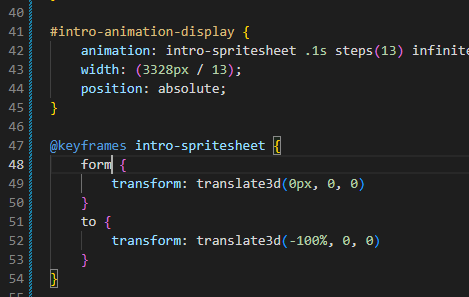 40
41 #intro-animation-display {
42     animation: intro-spritesheet .1s steps(13) infinite
43     width: (3328px / 13);
44     position: absolute;
45 }
46
47 @keyframes intro-spritesheet {
48     form {
49         transform: translate3d(0px, 0, 0)
50     }
51     to {
52         transform: translate3d(-100%, 0, 0)
53     }
54 }